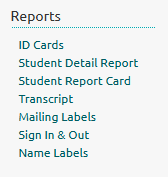 Reports
ID Cards
Student Detail Report
Student Report Card
Transcript
Mailing Labels
Sign In & Out
Name Labels